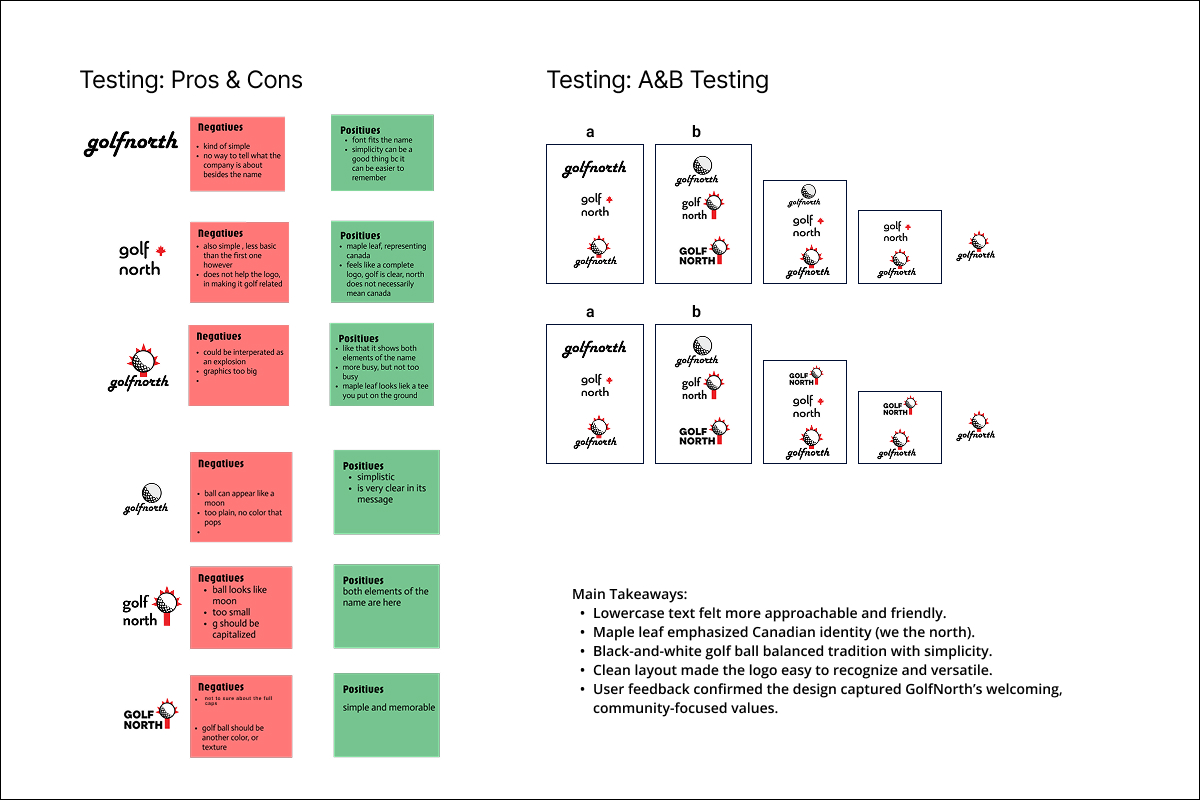 Testing: Pros & Cons
golfnorth
Negatives
• kind of simple
• no way to tell what the
company is about
besides the name
Positives
• font fits the name
• simplicity can be a
good thing bc it
can be easier to
remember
golf
north
Negatives
• also simple , less basic
than the first one
however
• does not help the logo,
in making it golf related
Positives
• maple leaf, representing
canada
• feels like a complete
logo, golf is clear, north
does not necessarily
mean canada
golfnorth
Negatives
• could be interperated as
an explosion
• graphics too big
•
Positives
• like that it shows both
elements of the name
• more busy, but not too
busy
• maple leaf looks liek a tee
you put on the ground
golfnorth
Negatives
• ball can appear like a
moon
• too plain, no color that
pops
•
Positives
• simplistic
• is very clear in its
message
golf
north
Negatives
• ball looks like
moon
• too small
• g should be
capitalized
Positives
both elements of the
name are here
GOLF
NORTH
Negatives
• not to sure about the full
caps
• golf ball should be
another color, or
texture
Positives
simple and memorable
Testing: A&B Testing
a
b
golfnorth
golf
north
golfnorth
golfnorth
golf
north
GOLF
NORTH
golfnorth
golf
north
golfnorth
golf
north
golfnorth
golfnorth
a
b
golfnorth
golf
north
golfnorth
golfnorth
golf
north
GOLF
NORTH
GOLF
NORTH
golf
north
golfnorth
GOLF
NORTH
golfnorth
golfnorth
Main Takeaways:
• Lowercase text felt more approachable and friendly.
• Maple leaf emphasized Canadian identity (we the north).
• Black-and-white golf ball balanced tradition with simplicity.
• Clean layout made the logo easy to recognize and versatile.
• User feedback confirmed the design captured GolfNorth's welcoming,
community-focused values.